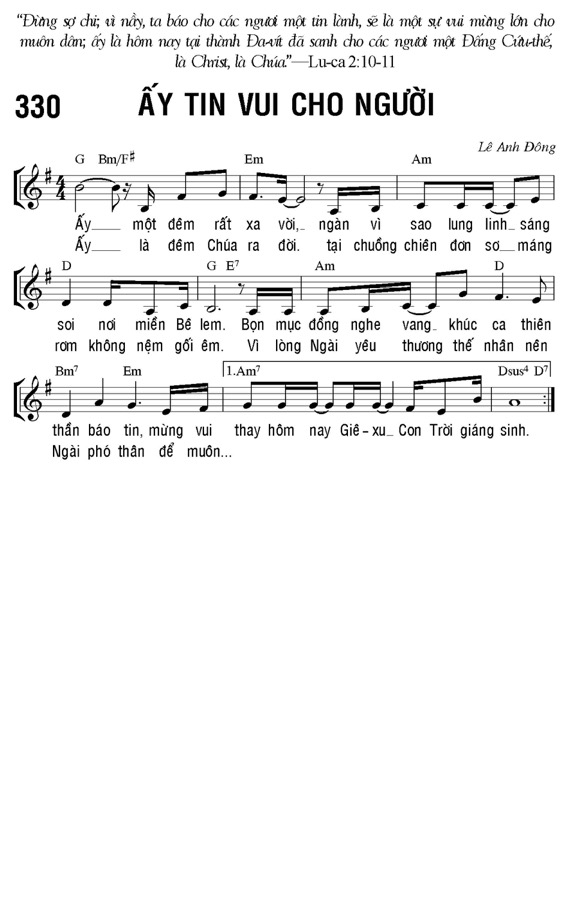 “Đừng sợ chi; vì nầy, ta báo cho các ngươi một tin lành, sẽ là một sự vui mừng lớn cho
muôn dân; ấy là hôm nay tại thành Đa-vít đã sanh cho các ngươi một Đấng Cứu-thế,
là Christ, là Chúa.”—Lu-ca 2:10-11
330 ẤY TIN VUI CHO NGƯỜI
Lê Anh Đông
G Bm/F♯ Em Am
Ấy một đêm rất xa vời, ngàn vì sao lung linh sáng
Ấy là đêm Chúa ra đời. tại chuồng chiên đơn sơ máng
D G E7 Am D
soi nơi miền Bê lem. Bọn mục đồng nghe vang khúc ca thiên
rơm không nệm gối êm. Vì lòng Ngài yêu thương thế nhân nên
Bm7 Em 1.Am7 Dsus4 D7
thần báo tin, mừng vui thay hôm nay Giê-xu Con Trời giáng sinh.
Ngài phó thân để muôn...